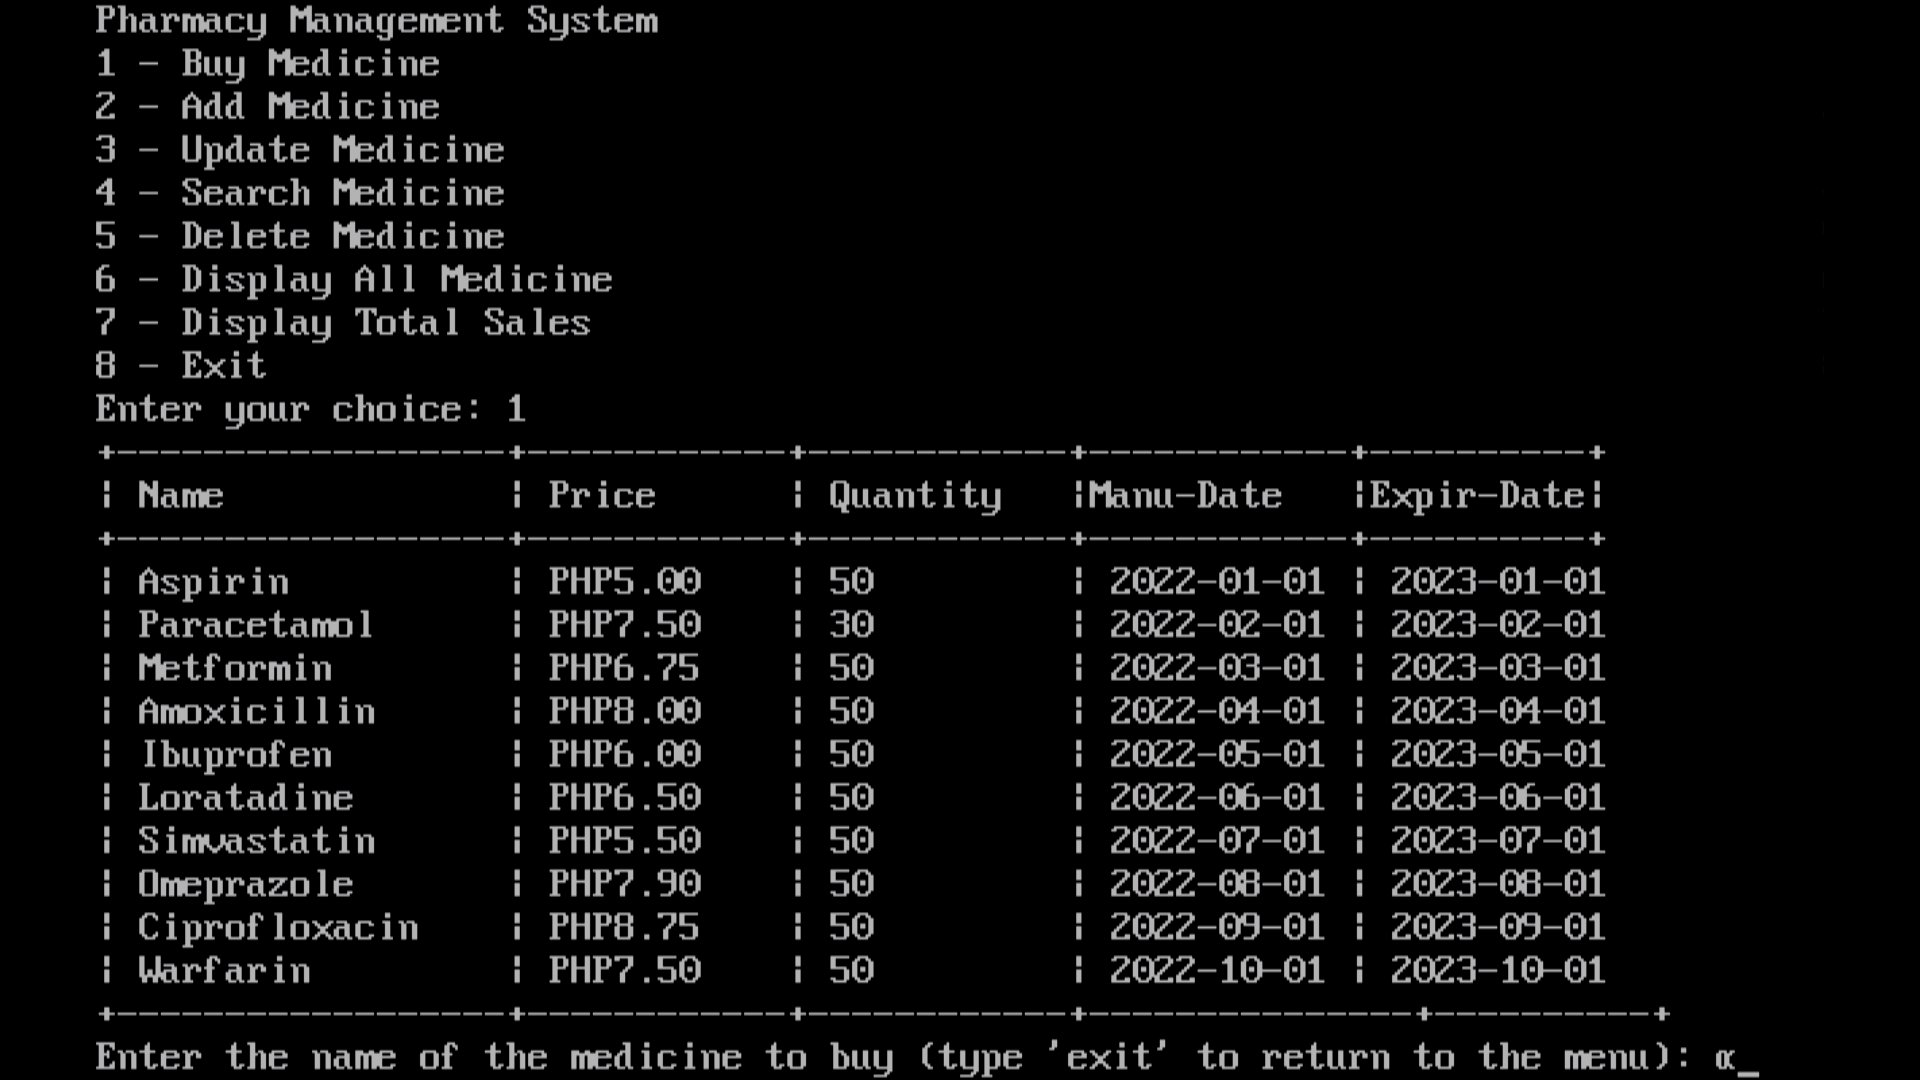 Pharmacy Management System
1 - Buy Medicine
2 - Add Medicine
3 - Update Medicine
4 - Search Medicine
5 - Delete Medicine
6 - Display All Medicine
7 - Display Total Sales
8 - Exit
Enter your choice: 1
+------------------+------------+------------+------------+----------+
| Name             | Price      | Quantity   |Manu-Date   |Expir-Date|
+------------------+------------+------------+------------+----------+
| Aspirin          | PHP5.00    | 50         | 2022-01-01 | 2023-01-01
| Paracetamol      | PHP7.50    | 30         | 2022-02-01 | 2023-02-01
| Metformin        | PHP6.75    | 50         | 2022-03-01 | 2023-03-01
| Amoxicillin      | PHP8.00    | 50         | 2022-04-01 | 2023-04-01
| Ibuprofen        | PHP6.00    | 50         | 2022-05-01 | 2023-05-01
| Loratadine       | PHP6.50    | 50         | 2022-06-01 | 2023-06-01
| Simvastatin      | PHP5.50    | 50         | 2022-07-01 | 2023-07-01
| Omeprazole       | PHP7.90    | 50         | 2022-08-01 | 2023-08-01
| Ciprofloxacin    | PHP8.75    | 50         | 2022-09-01 | 2023-09-01
| Warfarin         | PHP7.50    | 50         | 2022-10-01 | 2023-10-01
+------------------+------------+------------+---------------+----------+
Enter the name of the medicine to buy (type 'exit' to return to the menu): α_